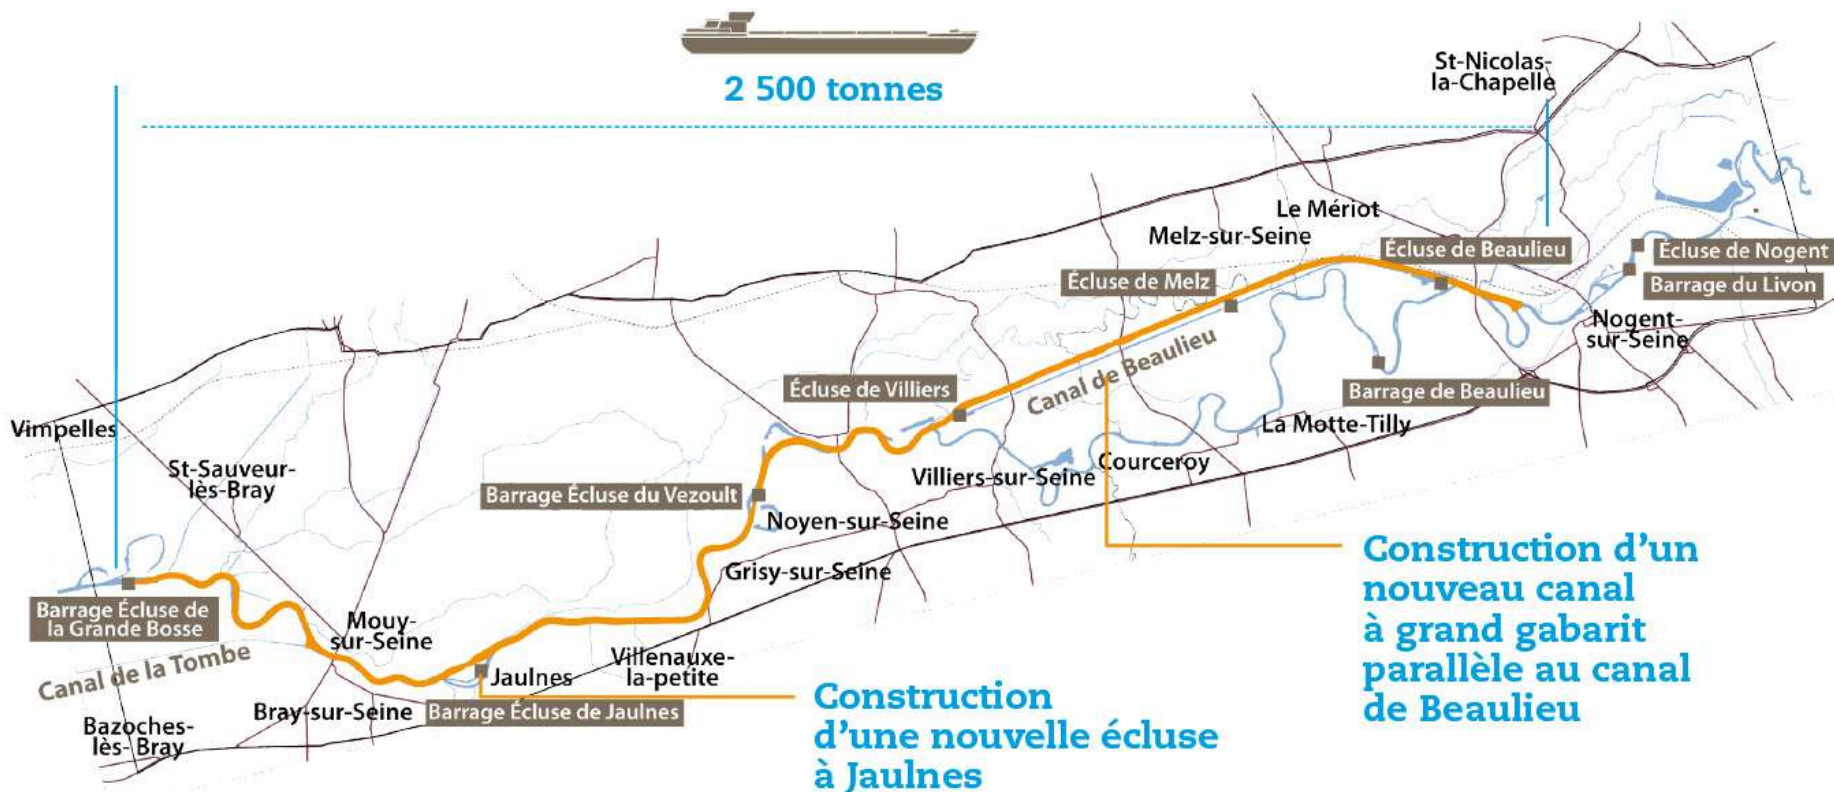 2 500 tonnes
St-Nicolas-
la-Chapelle
Le Mériot
Melz-sur-Seine
Écluse de Beaulieu
Écluse de Nogent
Écluse de Melz
Barrage du Livon
Nogent-
sur-Seine
Canal de Beaulieu
Écluse de Villiers
Barrage de Beaulieu
La Motte-Tilly
Vimpelles
St-Sauveur-
lès-Bray
Courceroy
Villiers-sur-Seine
Barrage Écluse du Vezoult
Noyen-sur-Seine
Grisy-sur-Seine
Construction d’un
nouveau canal
à grand gabarit
parallèle au canal
de Beaulieu
Barrage Écluse de
la Grande Bosse
Mouy-
sur-Seine
Canal de la Tombe
Villenauxe-
la-petite
Jaulnes
Bray-sur-Seine
Barrage Écluse de Jaulnes
Bazoches-
lès- Bray
Construction
d’une nouvelle écluse
à Jaulnes